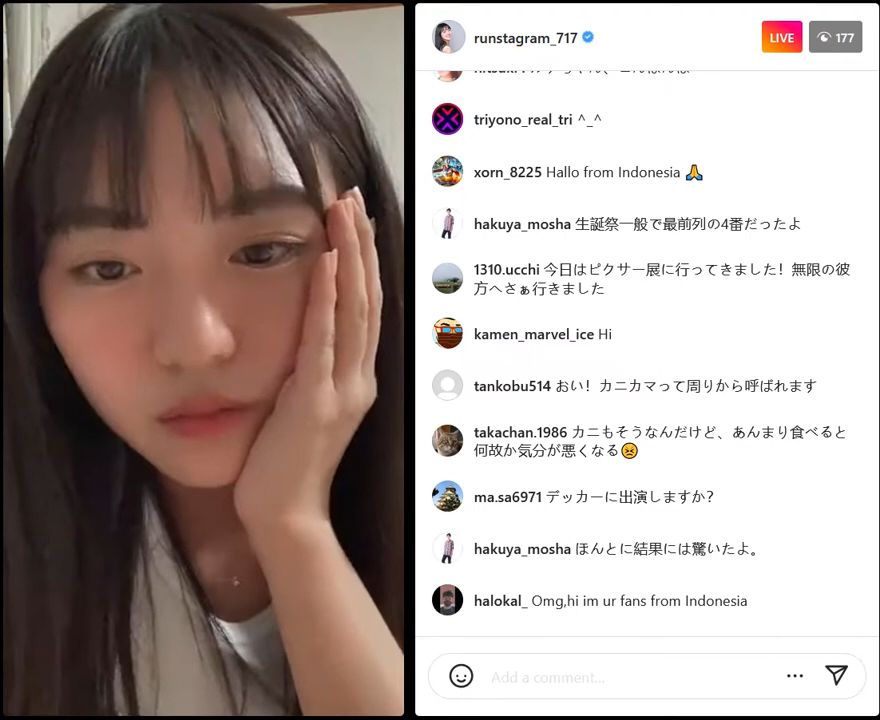 runstagram_717
LIVE
177
triyono_real_tri ^_^
xorn_8225 Hallo from Indonesia 🙏
hakuya_mosha 生誕祭一般で最前列の4番だったよ
1310.ucchi 今日はピクサー展に行ってきました！無限の彼
方へさぁ行きました
kamen_marvel_ice Hi
tankobu514 おい！カニカマって周りから呼ばれます
takachan.1986 カニもそうなんだけど、あんまり食べると
何故か気分が悪くなる😣
ma.sa6971 デッカーに出演しますか？
hakuya_mosha ほんとに結果には驚いたよ。
halokal_ Omg,hi im ur fans from Indonesia
Add a comment...